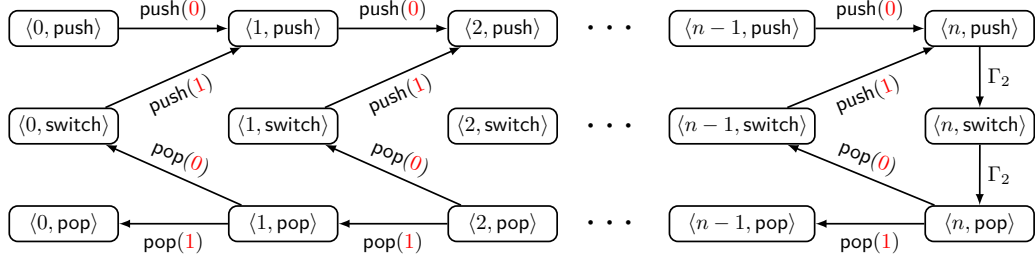 push(0) push(0) push(0)
⟨0, push⟩ ⟨1, push⟩ ⟨2, push⟩ · · · ⟨n − 1, push⟩ ⟨n, push⟩
push(1) push(1) push(1) Γ2
⟨0, switch⟩ ⟨1, switch⟩ ⟨2, switch⟩ · · · ⟨n − 1, switch⟩ ⟨n, switch⟩
pop(0) pop(0) pop(0) Γ2
⟨0, pop⟩ ⟨1, pop⟩ ⟨2, pop⟩ · · · ⟨n − 1, pop⟩ ⟨n, pop⟩
pop(1) pop(1) pop(1)